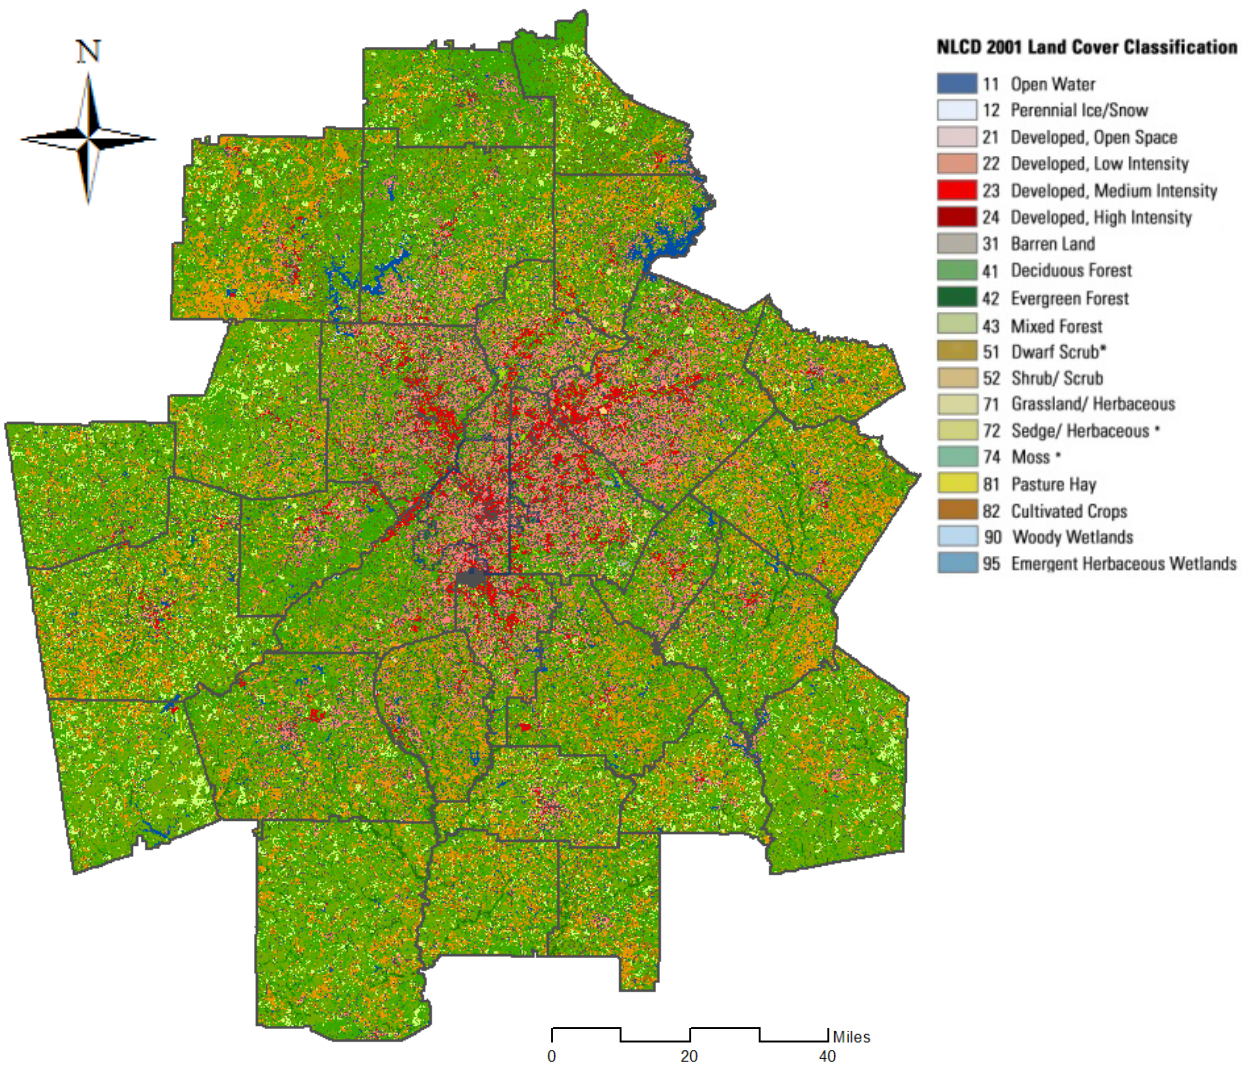 N
NLCD 2001 Land Cover Classification
11 Open Water
12 Perennial Ice/Snow
21 Developed, Open Space
22 Developed, Low Intensity
23 Developed, Medium Intensity
24 Developed, High Intensity
31 Barren Land
41 Deciduous Forest
42 Evergreen Forest
43 Mixed Forest
51 Dwarf Scrub*
52 Shrub/ Scrub
71 Grassland/ Herbaceous
72 Sedge/ Herbaceous *
74 Moss *
81 Pasture Hay
82 Cultivated Crops
90 Woody Wetlands
95 Emergent Herbaceous Wetlands
Miles
0 20 40